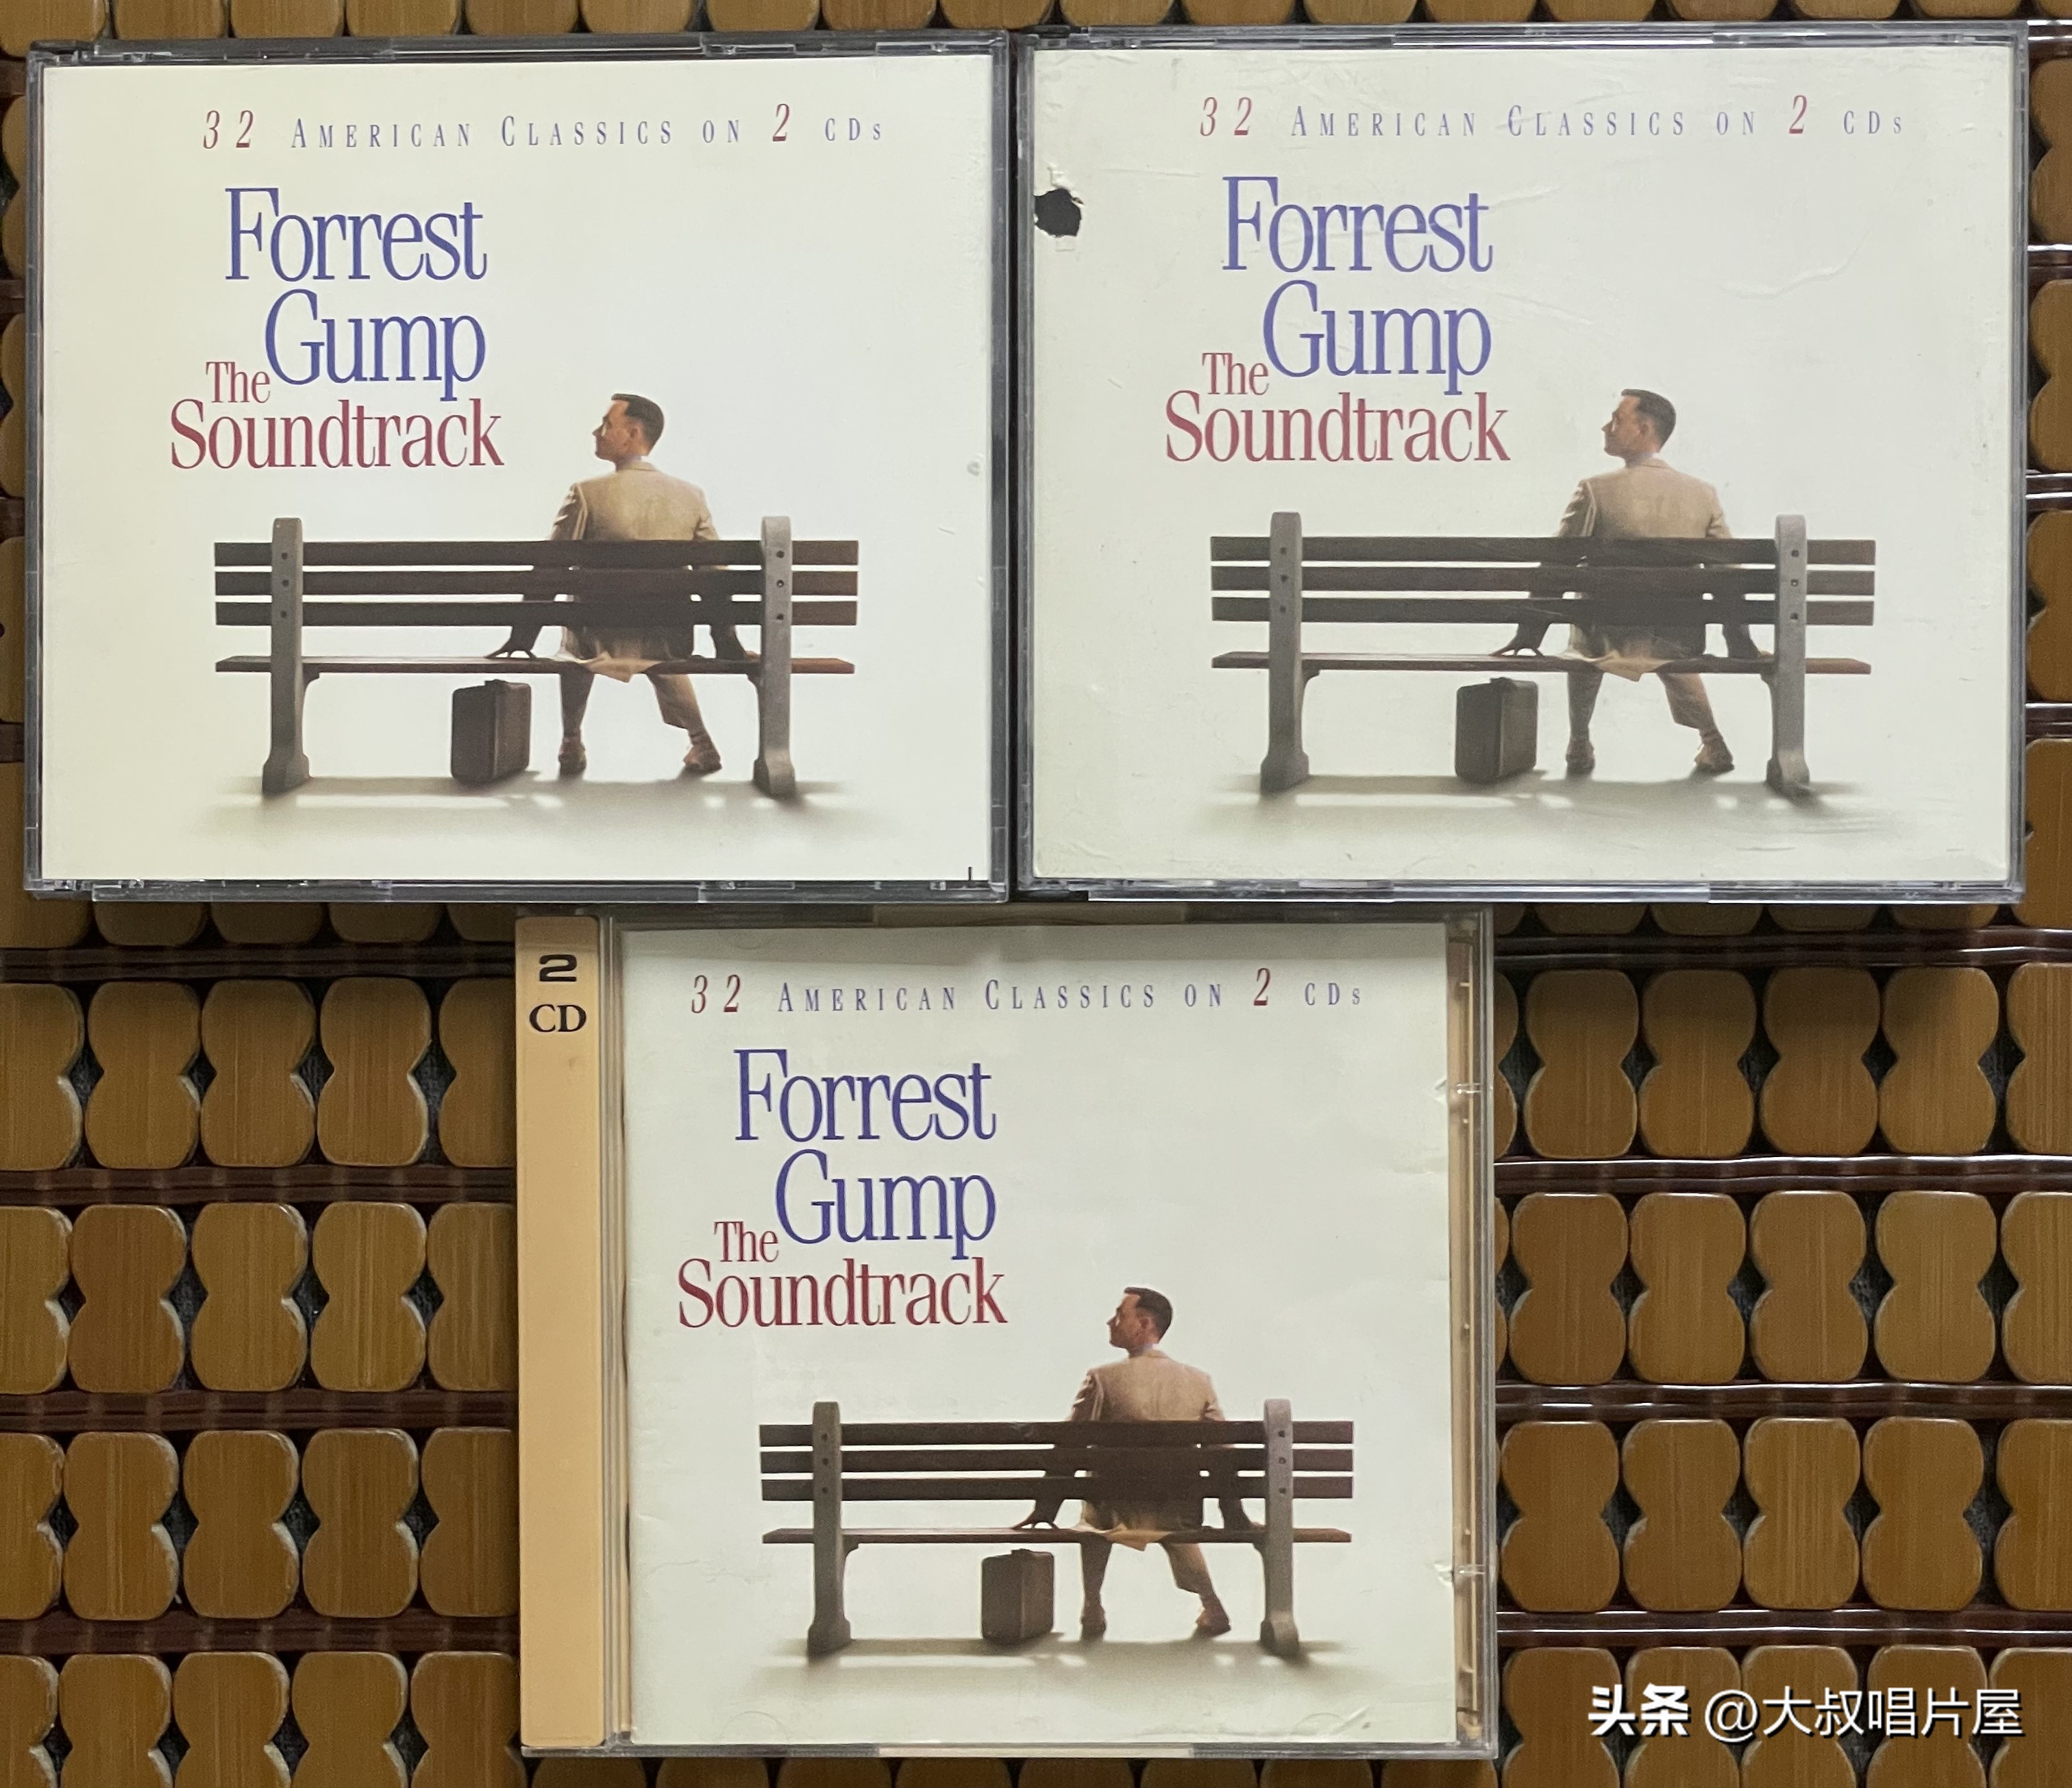 32 AMERICAN CLASSICS ON 2 CDs
Forrest
Gump
The
Soundtrack
32 AMERICAN CLASSICS ON 2 CDs
Forrest
Gump
The
Soundtrack
2
CD
32 AMERICAN CLASSICS ON 2 CDs
Forrest
Gump
The
Soundtrack
头条 @大叔唱片屋